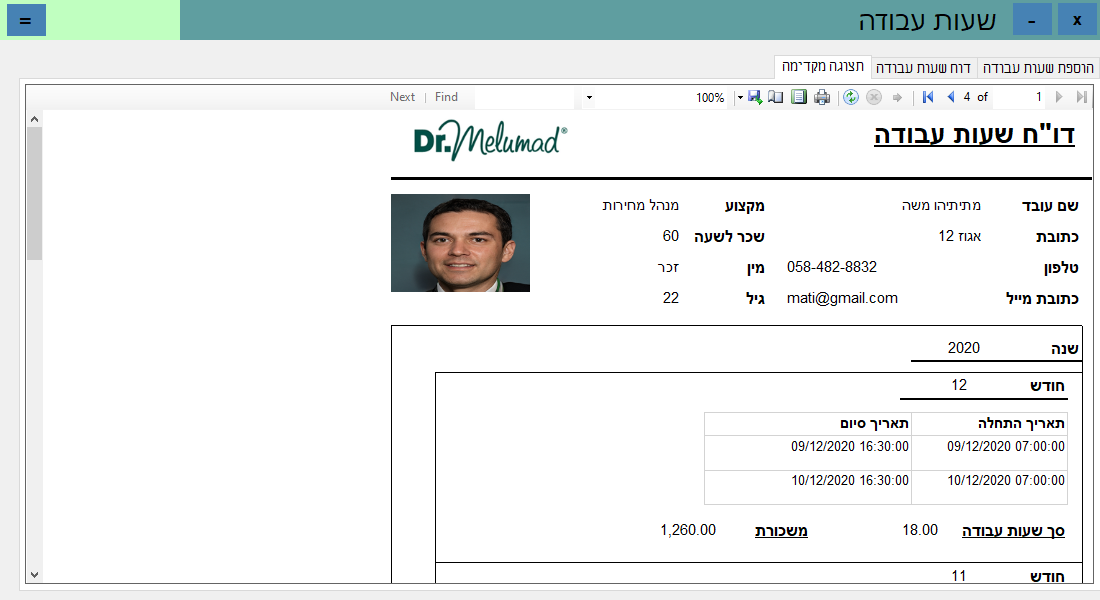 שעות עבודה
- x
=
הוספת שעות עבודה דוח שעות עבודה תצוגה מקדימה
Next | Find 100% 4 of 1
דו"ח שעות עבודה
Dr. Melumad®
שם עובד מתיתיהו משה מקצוע מנהל מחירות
כתובת אגוז 12 שכר לשעה 60
טלפון 058-482-8832 מין זכר
כתובת מייל mati@gmail.com גיל 22
שנה 2020
חודש 12
תאריך התחלה תאריך סיום
09/12/2020 07:00:00 09/12/2020 16:30:00
10/12/2020 07:00:00 10/12/2020 16:30:00
סך שעות עבודה 18.00 משכורת 1,260.00
חודש 11